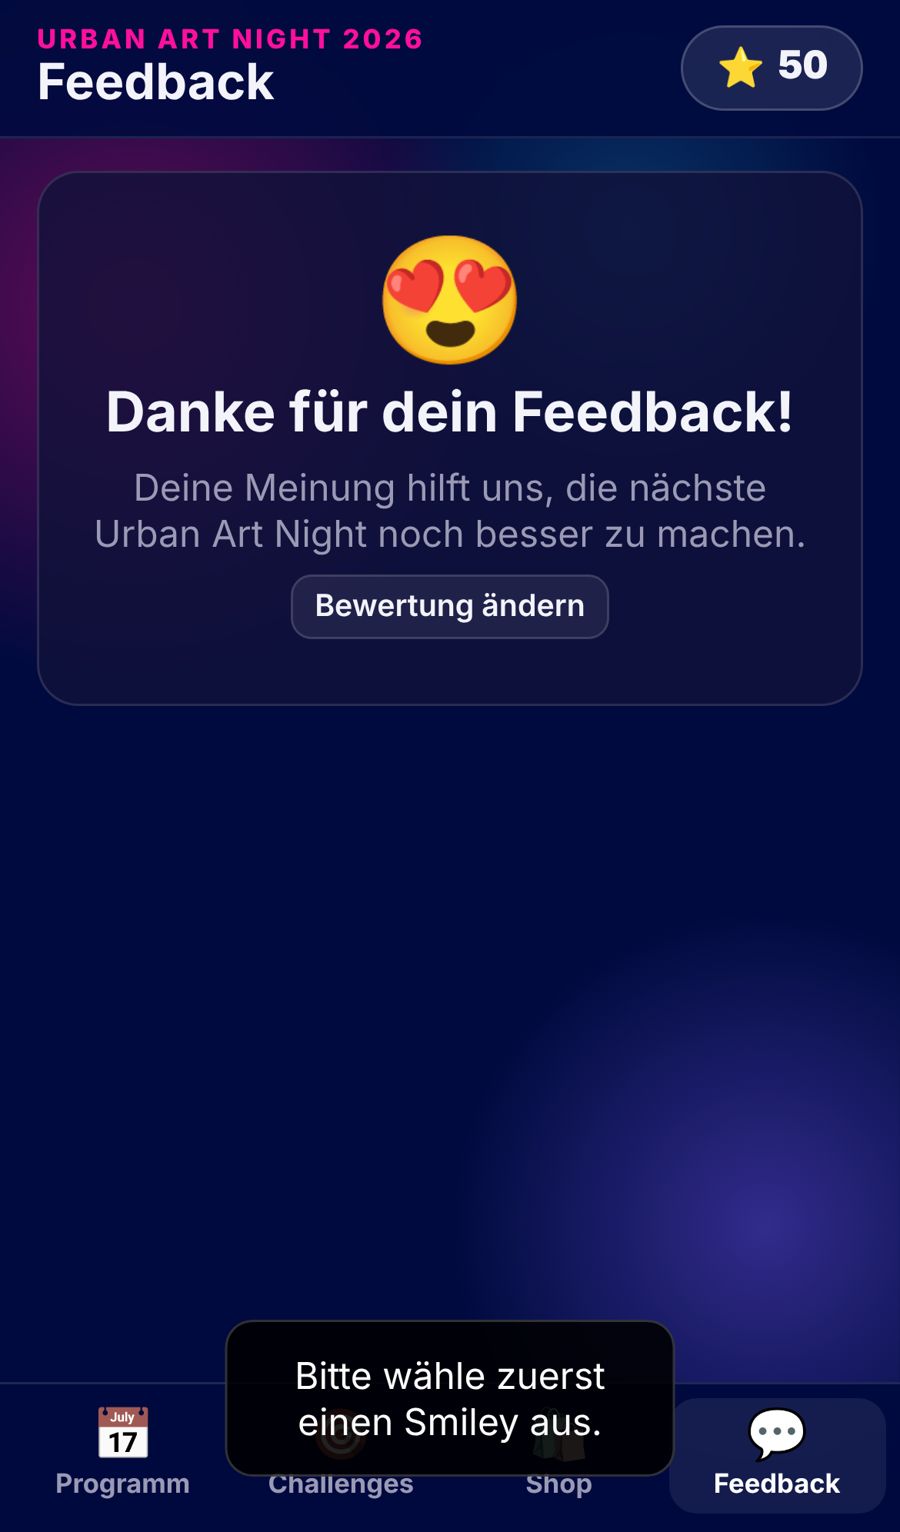 URBAN ART NIGHT 2026
Feedback
50
Danke für dein Feedback!
Deine Meinung hilft uns, die nächste
Urban Art Night noch besser zu machen.
Bewertung ändern
Bitte wähle zuerst
einen Smiley aus.
July
17
Programm
Challenges
Shop
Feedback